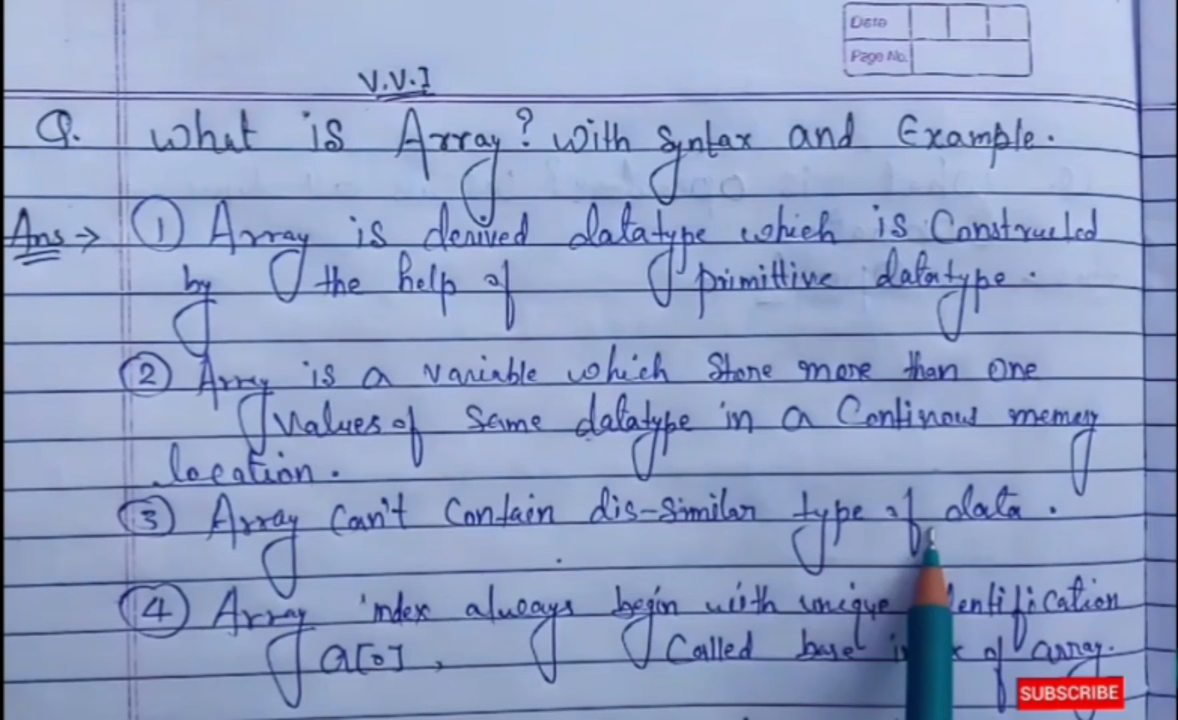 Date
Page No.
V.V.I
Q. What is Array? With Syntax and Example.
Ans → ① Array is derived datatype which is Constructed
by the help of primittive datatype.
② Array is a variable which Store more than one
Values of Same datatype in a Continous memey
location.
③ Array can't Contain dis-similar type of data.
④ Array index always begin with unique
a[0], Called base of array.
SUBSCRIBE